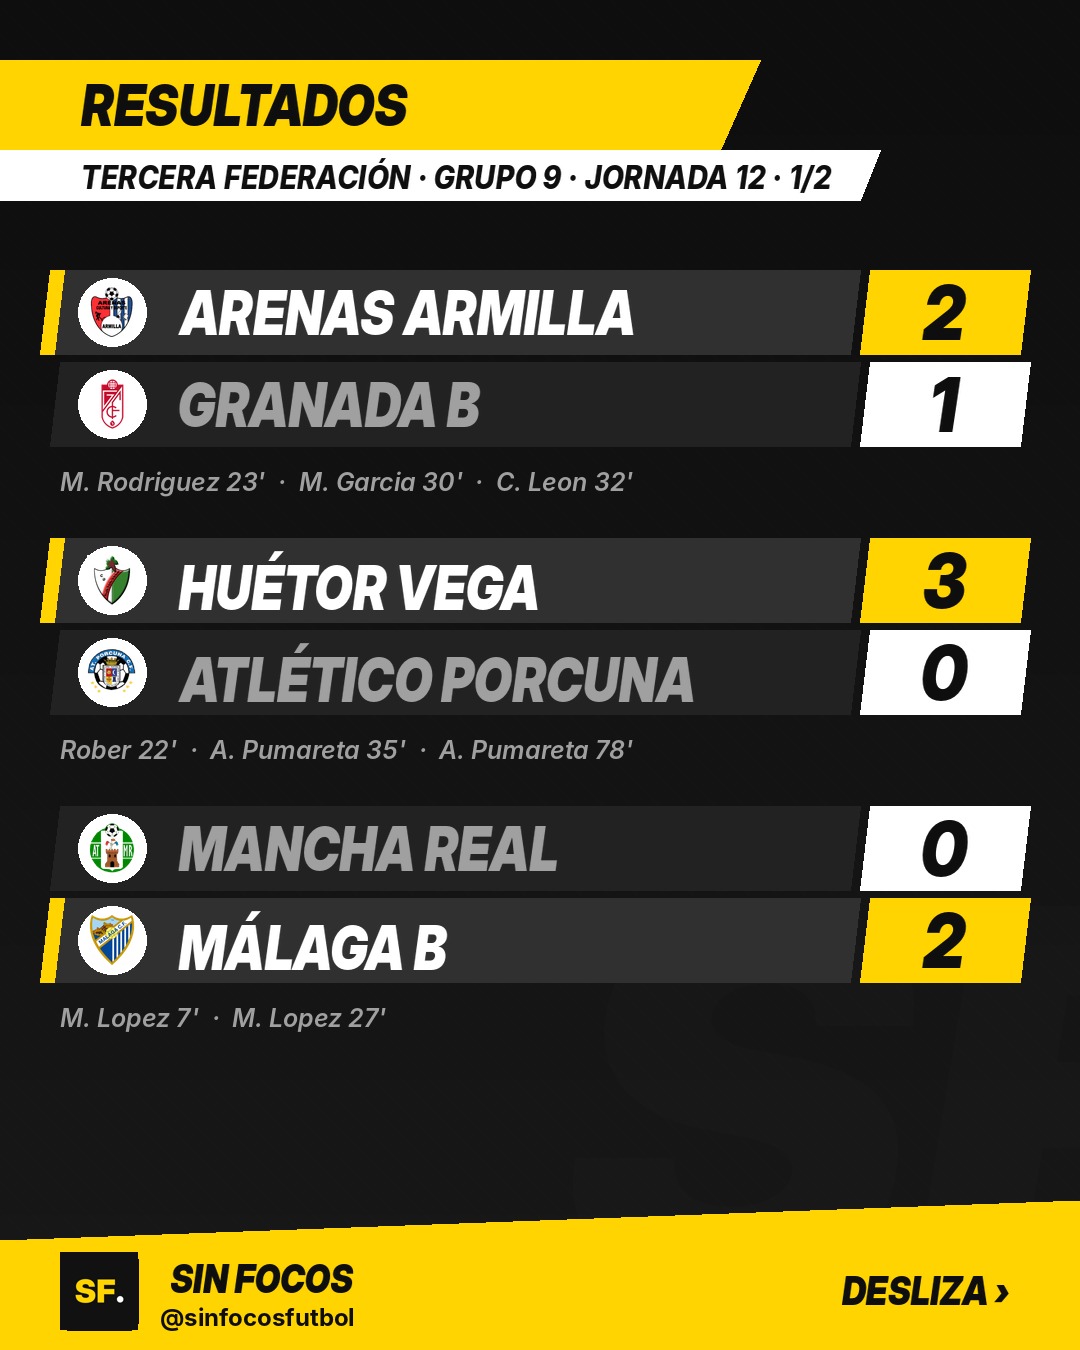 RESULTADOS
TERCERA FEDERACIÓN · GRUPO 9 · JORNADA 12 · 1/2
ARENAS ARMILLA 2
GRANADA B 1
M. Rodriguez 23' · M. Garcia 30' · C. Leon 32'
HUÉTOR VEGA 3
ATLÉTICO PORCUNA 0
Rober 22' · A. Pumareta 35' · A. Pumareta 78'
MANCHA REAL 0
MÁLAGA B 2
M. Lopez 7' · M. Lopez 27'
SF
SF.
SIN FOCOS
@sinfocosfutbol
DESLIZA ›